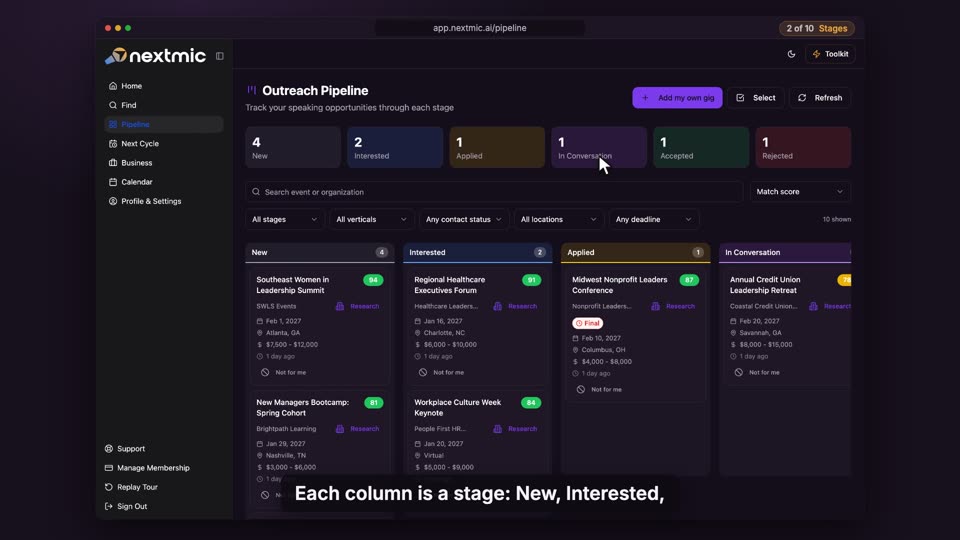 app.nextmic.ai/pipeline
2 of 10 Stages
nextmic
Toolkit
Home
Find
Pipeline
Next Cycle
Business
Calendar
Profile & Settings
Support
Manage Membership
Replay Tour
Sign Out
Outreach Pipeline
Track your speaking opportunities through each stage
Add my own gig
Select
Refresh
4
New
2
Interested
1
Applied
1
In Conversation
1
Accepted
1
Rejected
Search event or organization
Match score
All stages
All verticals
Any contact status
All locations
Any deadline
10 shown
New 4
Southeast Women in
Leadership Summit
94
SWLS Events
Research
Feb 1, 2027
Atlanta, GA
$7,500 - $12,000
1 day ago
Not for me
New Managers Bootcamp:
Spring Cohort
81
Brightpath Learning
Research
Jan 29, 2027
Nashville, TN
$3,000 - $6,000
Interested 2
Regional Healthcare
Executives Forum
91
Healthcare Leaders...
Research
Jan 16, 2027
Charlotte, NC
$6,000 - $10,000
1 day ago
Not for me
Workplace Culture Week
Keynote
84
People First HR...
Research
Jan 20, 2027
Virtual
$5,000 - $9,000
Applied 1
Midwest Nonprofit Leaders
Conference
87
Nonprofit Leaders...
Research
Final
Feb 10, 2027
Columbus, OH
$4,000 - $8,000
1 day ago
Not for me
In Conversation
Annual Credit Union
Leadership Retreat
Coastal Credit Union...
Research
Feb 20, 2027
Savannah, GA
$8,000 - $15,000
1 day ago
Not for me
Each column is a stage: New, Interested,